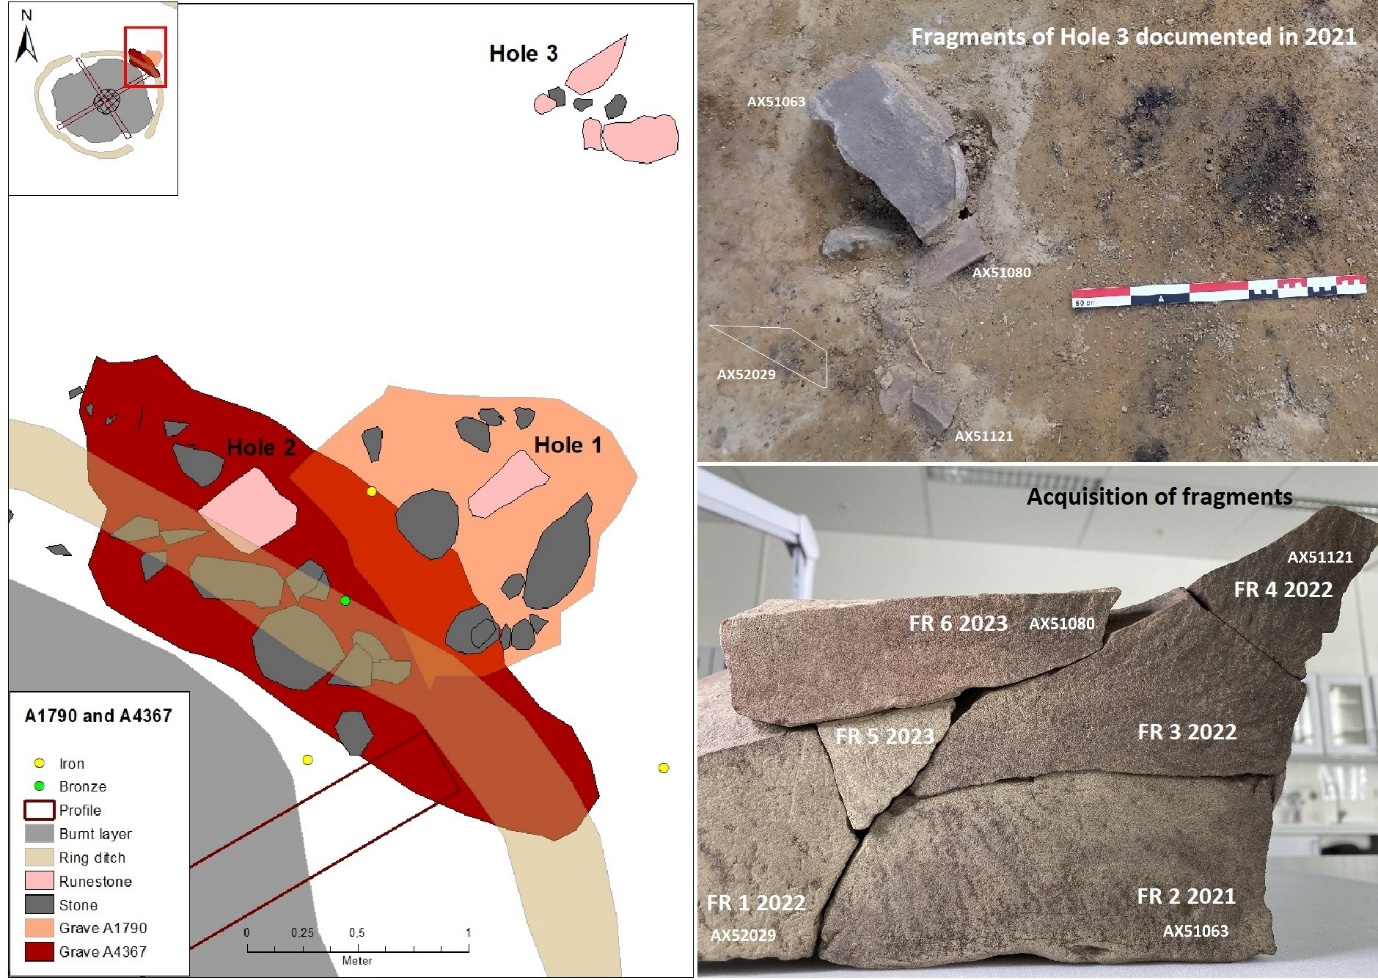 N
Hole 3
Hole 2
Hole 1
A1790 and A4367
Iron
Bronze
Profile
Burnt layer
Ring ditch
Runestone
Stone
Grave A1790
Grave A4367
0 0,25 0.5 1
Meter
Fragments of Hole 3 documented in 2021
AX51063
AX51080
50 cm
AX52029
AX51121
Acquisition of fragments
AX51121
FR 4 2022
FR 6 2023 AX51080
FR 5 2023
FR 3 2022
FR 1 2022
AX52029
FR 2 2021
AX51063